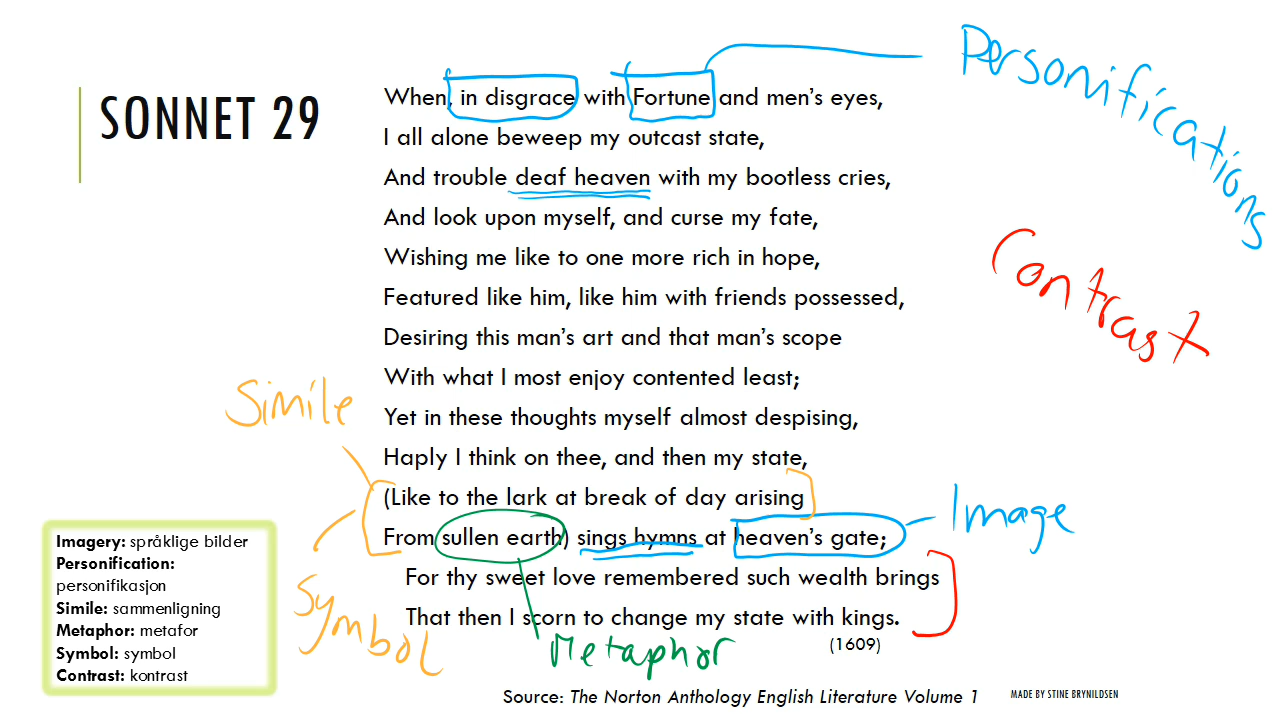 SONNET 29
When, in disgrace with Fortune and men's eyes,
I all alone beweep my outcast state,
And trouble deaf heaven with my bootless cries,
And look upon myself, and curse my fate,
Wishing me like to one more rich in hope,
Featured like him, like him with friends possessed,
Desiring this man's art and that man's scope
With what I most enjoy contented least;
Yet in these thoughts myself almost despising,
Haply I think on thee, and then my state,
(Like to the lark at break of day arising
From sullen earth) sings hymns at heaven's gate;
For thy sweet love remembered such wealth brings
That then I scorn to change my state with kings.
(1609)
Personifications
Contrast
Simile
Image
Symbol
Metaphor
Imagery: språklige bilder
Personification:
personifikasjon
Simile: sammenligning
Metaphor: metafor
Symbol: symbol
Contrast: kontrast
Source: The Norton Anthology English Literature Volume 1
MADE BY STINE BRYNILDSEN